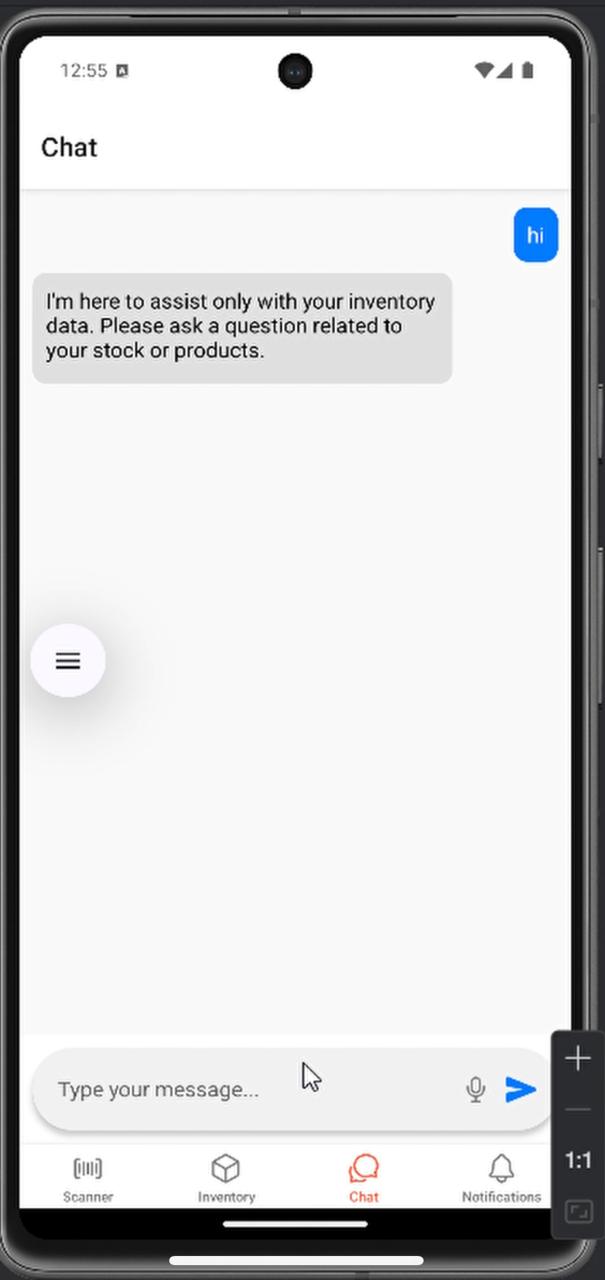 12:55
Chat
hi
I'm here to assist only with your inventory
data. Please ask a question related to
your stock or products.
Type your message...
Scanner Inventory Chat Notifications
1:1